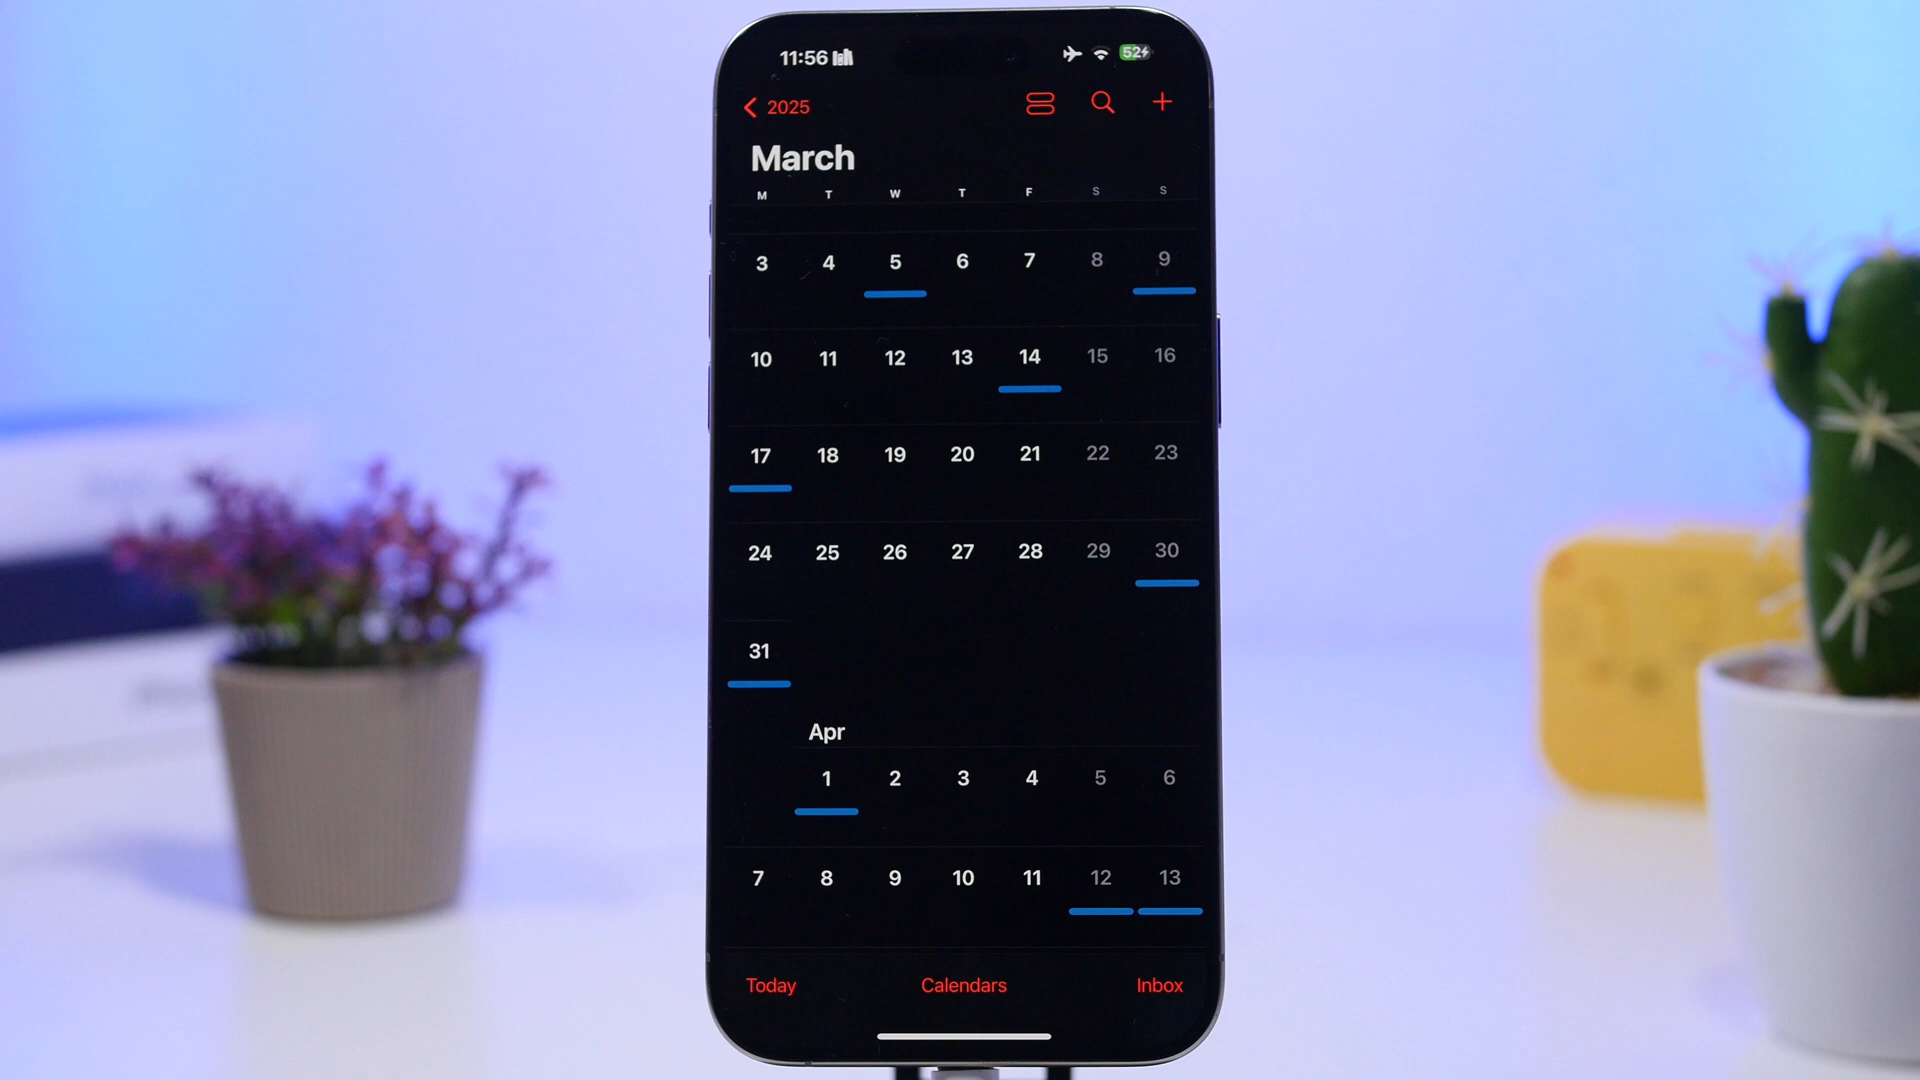 11:56 52
2025
March
M T W T F S S
3 4 5 6 7 8 9
10 11 12 13 14 15 16
17 18 19 20 21 22 23
24 25 26 27 28 29 30
31
Apr
1 2 3 4 5 6
7 8 9 10 11 12 13
Today Calendars Inbox